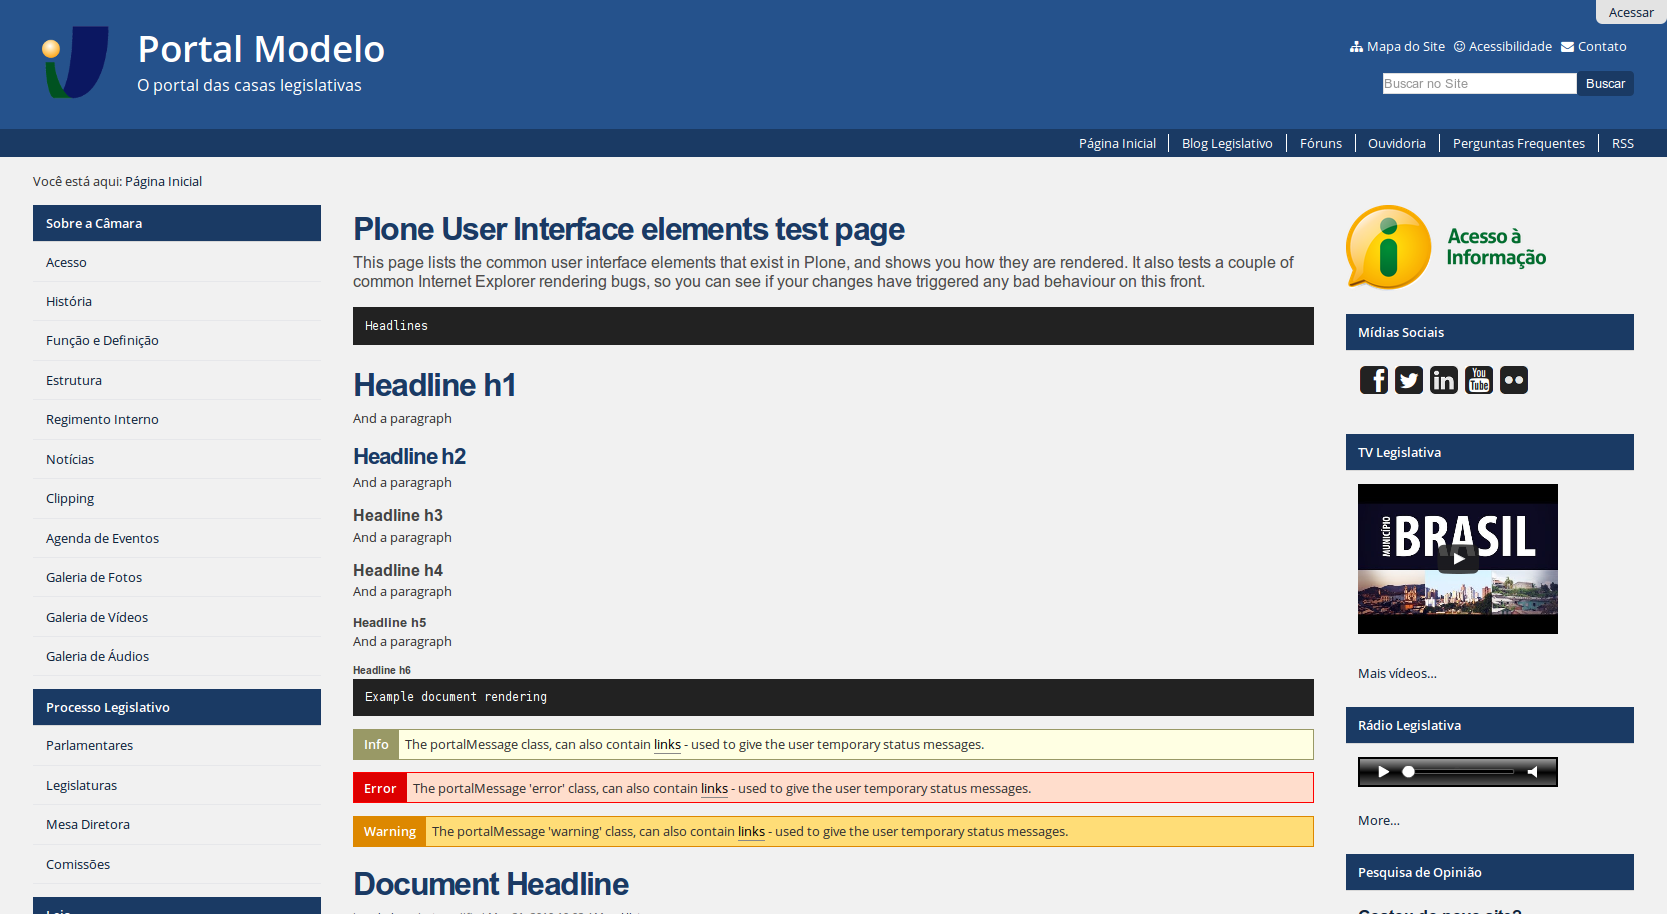 Acessar
Portal Modelo
O portal das casas legislativas
Mapa do Site Acessibilidade Contato
Buscar no Site Buscar
Página Inicial Blog Legislativo Fóruns Ouvidoria Perguntas Frequentes RSS
Você está aqui: Página Inicial
Sobre a Câmara
Acesso
História
Função e Definição
Estrutura
Regimento Interno
Notícias
Clipping
Agenda de Eventos
Galeria de Fotos
Galeria de Vídeos
Galeria de Áudios
Processo Legislativo
Parlamentares
Legislaturas
Mesa Diretora
Comissões
Leis
Plone User Interface elements test page
This page lists the common user interface elements that exist in Plone, and shows you how they are rendered. It also tests a couple of
common Internet Explorer rendering bugs, so you can see if your changes have triggered any bad behaviour on this front.
Headlines
Headline h1
And a paragraph
Headline h2
And a paragraph
Headline h3
And a paragraph
Headline h4
And a paragraph
Headline h5
And a paragraph
Headline h6
Example document rendering
Info The portalMessage class, can also contain links - used to give the user temporary status messages.
Error The portalMessage 'error' class, can also contain links - used to give the user temporary status messages.
Warning The portalMessage 'warning' class, can also contain links - used to give the user temporary status messages.
Document Headline
Acesso à
Informação
Mídias Sociais
You
Tube
TV Legislativa
MUNICÍPIO
BRASIL
Mais vídeos...
Rádio Legislativa
More...
Pesquisa de Opinião